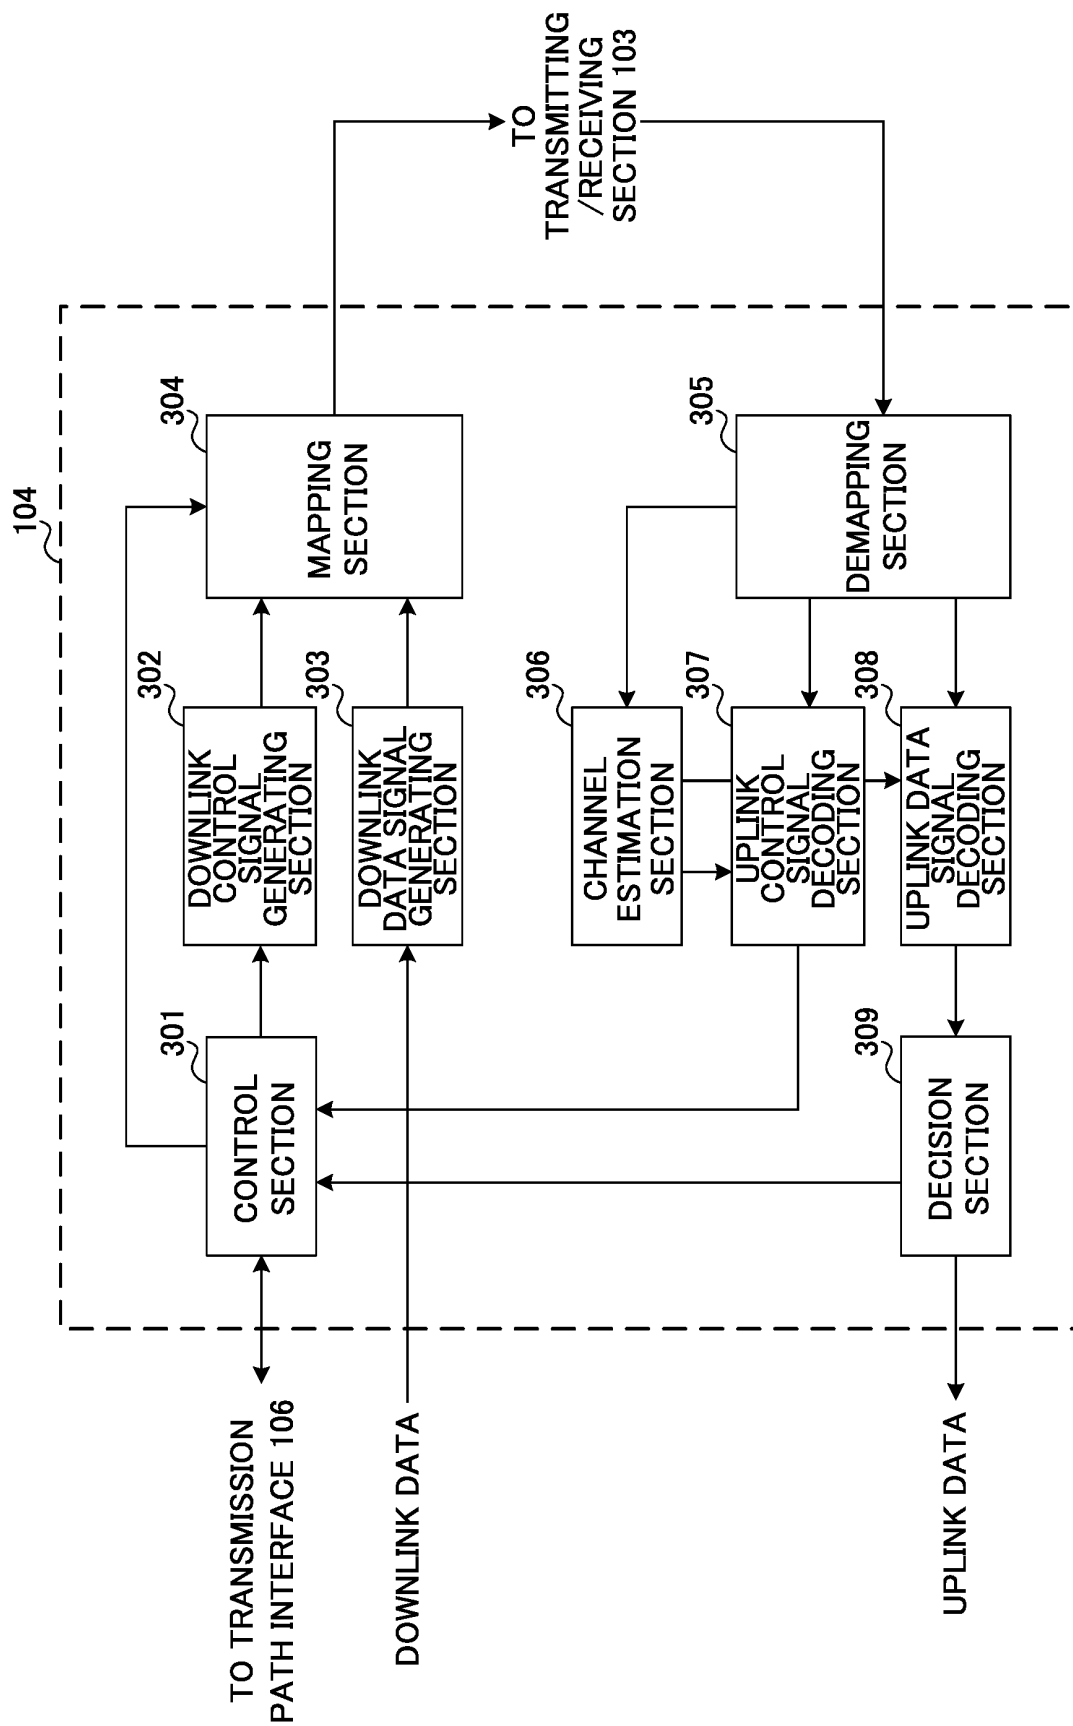 104
TO TRANSMISSION
PATH INTERFACE 106
301
CONTROL
SECTION
302
DOWNLINK
CONTROL
SIGNAL
GENERATING
SECTION
304
MAPPING
SECTION
DOWNLINK DATA
303
DOWNLINK
DATA SIGNAL
GENERATING
SECTION
TO
TRANSMITTING
/RECEIVING
SECTION 103
306
CHANNEL
ESTIMATION
SECTION
305
DEMAPPING
SECTION
307
UPLINK
CONTROL
SIGNAL
DECODING
SECTION
308
UPLINK DATA
SIGNAL
DECODING
SECTION
309
DECISION
SECTION
UPLINK DATA